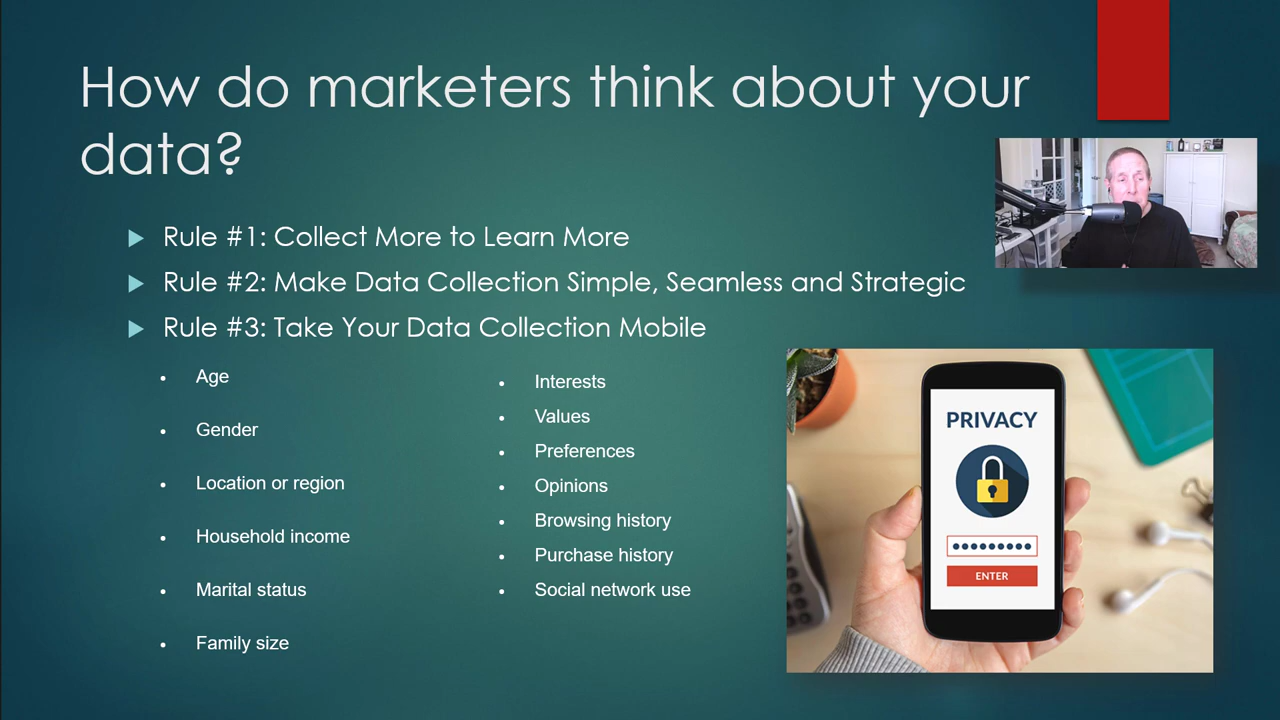 How do marketers think about your
data?
Rule #1: Collect More to Learn More
Rule #2: Make Data Collection Simple, Seamless and Strategic
Rule #3: Take Your Data Collection Mobile
Age
Gender
Location or region
Household income
Marital status
Family size
Interests
Values
Preferences
Opinions
Browsing history
Purchase history
Social network use
PRIVACY
ENTER